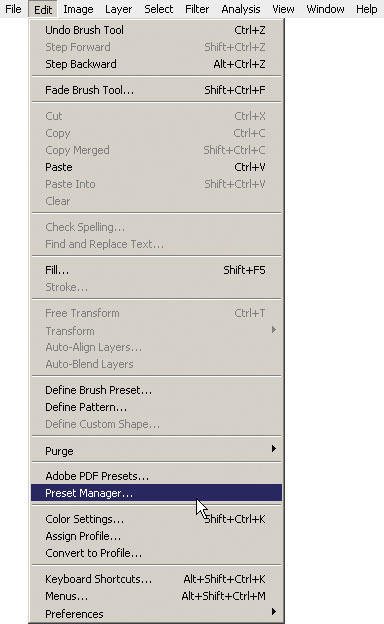 File Edit Image Layer Select Filter Analysis View Window Help
Undo Brush Tool Ctrl+Z
Step Forward Shift+Ctrl+Z
Step Backward Alt+Ctrl+Z
Fade Brush Tool... Shift+Ctrl+F
Cut Ctrl+X
Copy Ctrl+C
Copy Merged Shift+Ctrl+C
Paste Ctrl+V
Paste Into Shift+Ctrl+V
Clear
Check Spelling...
Find and Replace Text...
Fill... Shift+F5
Stroke...
Free Transform Ctrl+T
Transform
Auto-Align Layers...
Auto-Blend Layers
Define Brush Preset...
Define Pattern...
Define Custom Shape...
Purge
Adobe PDF Presets...
Preset Manager...
Color Settings... Shift+Ctrl+K
Assign Profile...
Convert to Profile...
Keyboard Shortcuts... Alt+Shift+Ctrl+K
Menus... Alt+Shift+Ctrl+M
Preferences